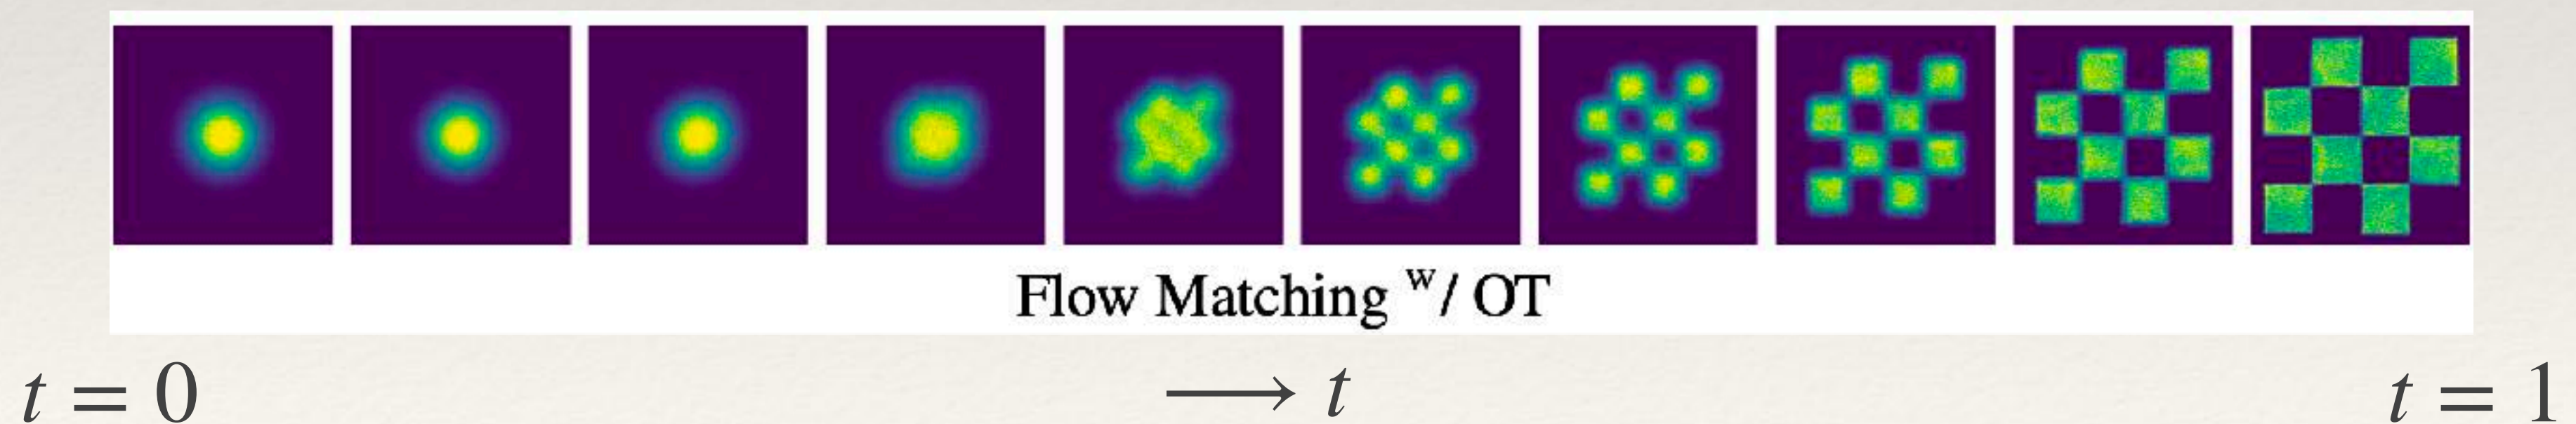 Flow Matching w/ OT
t = 0 ⟶ t t = 1